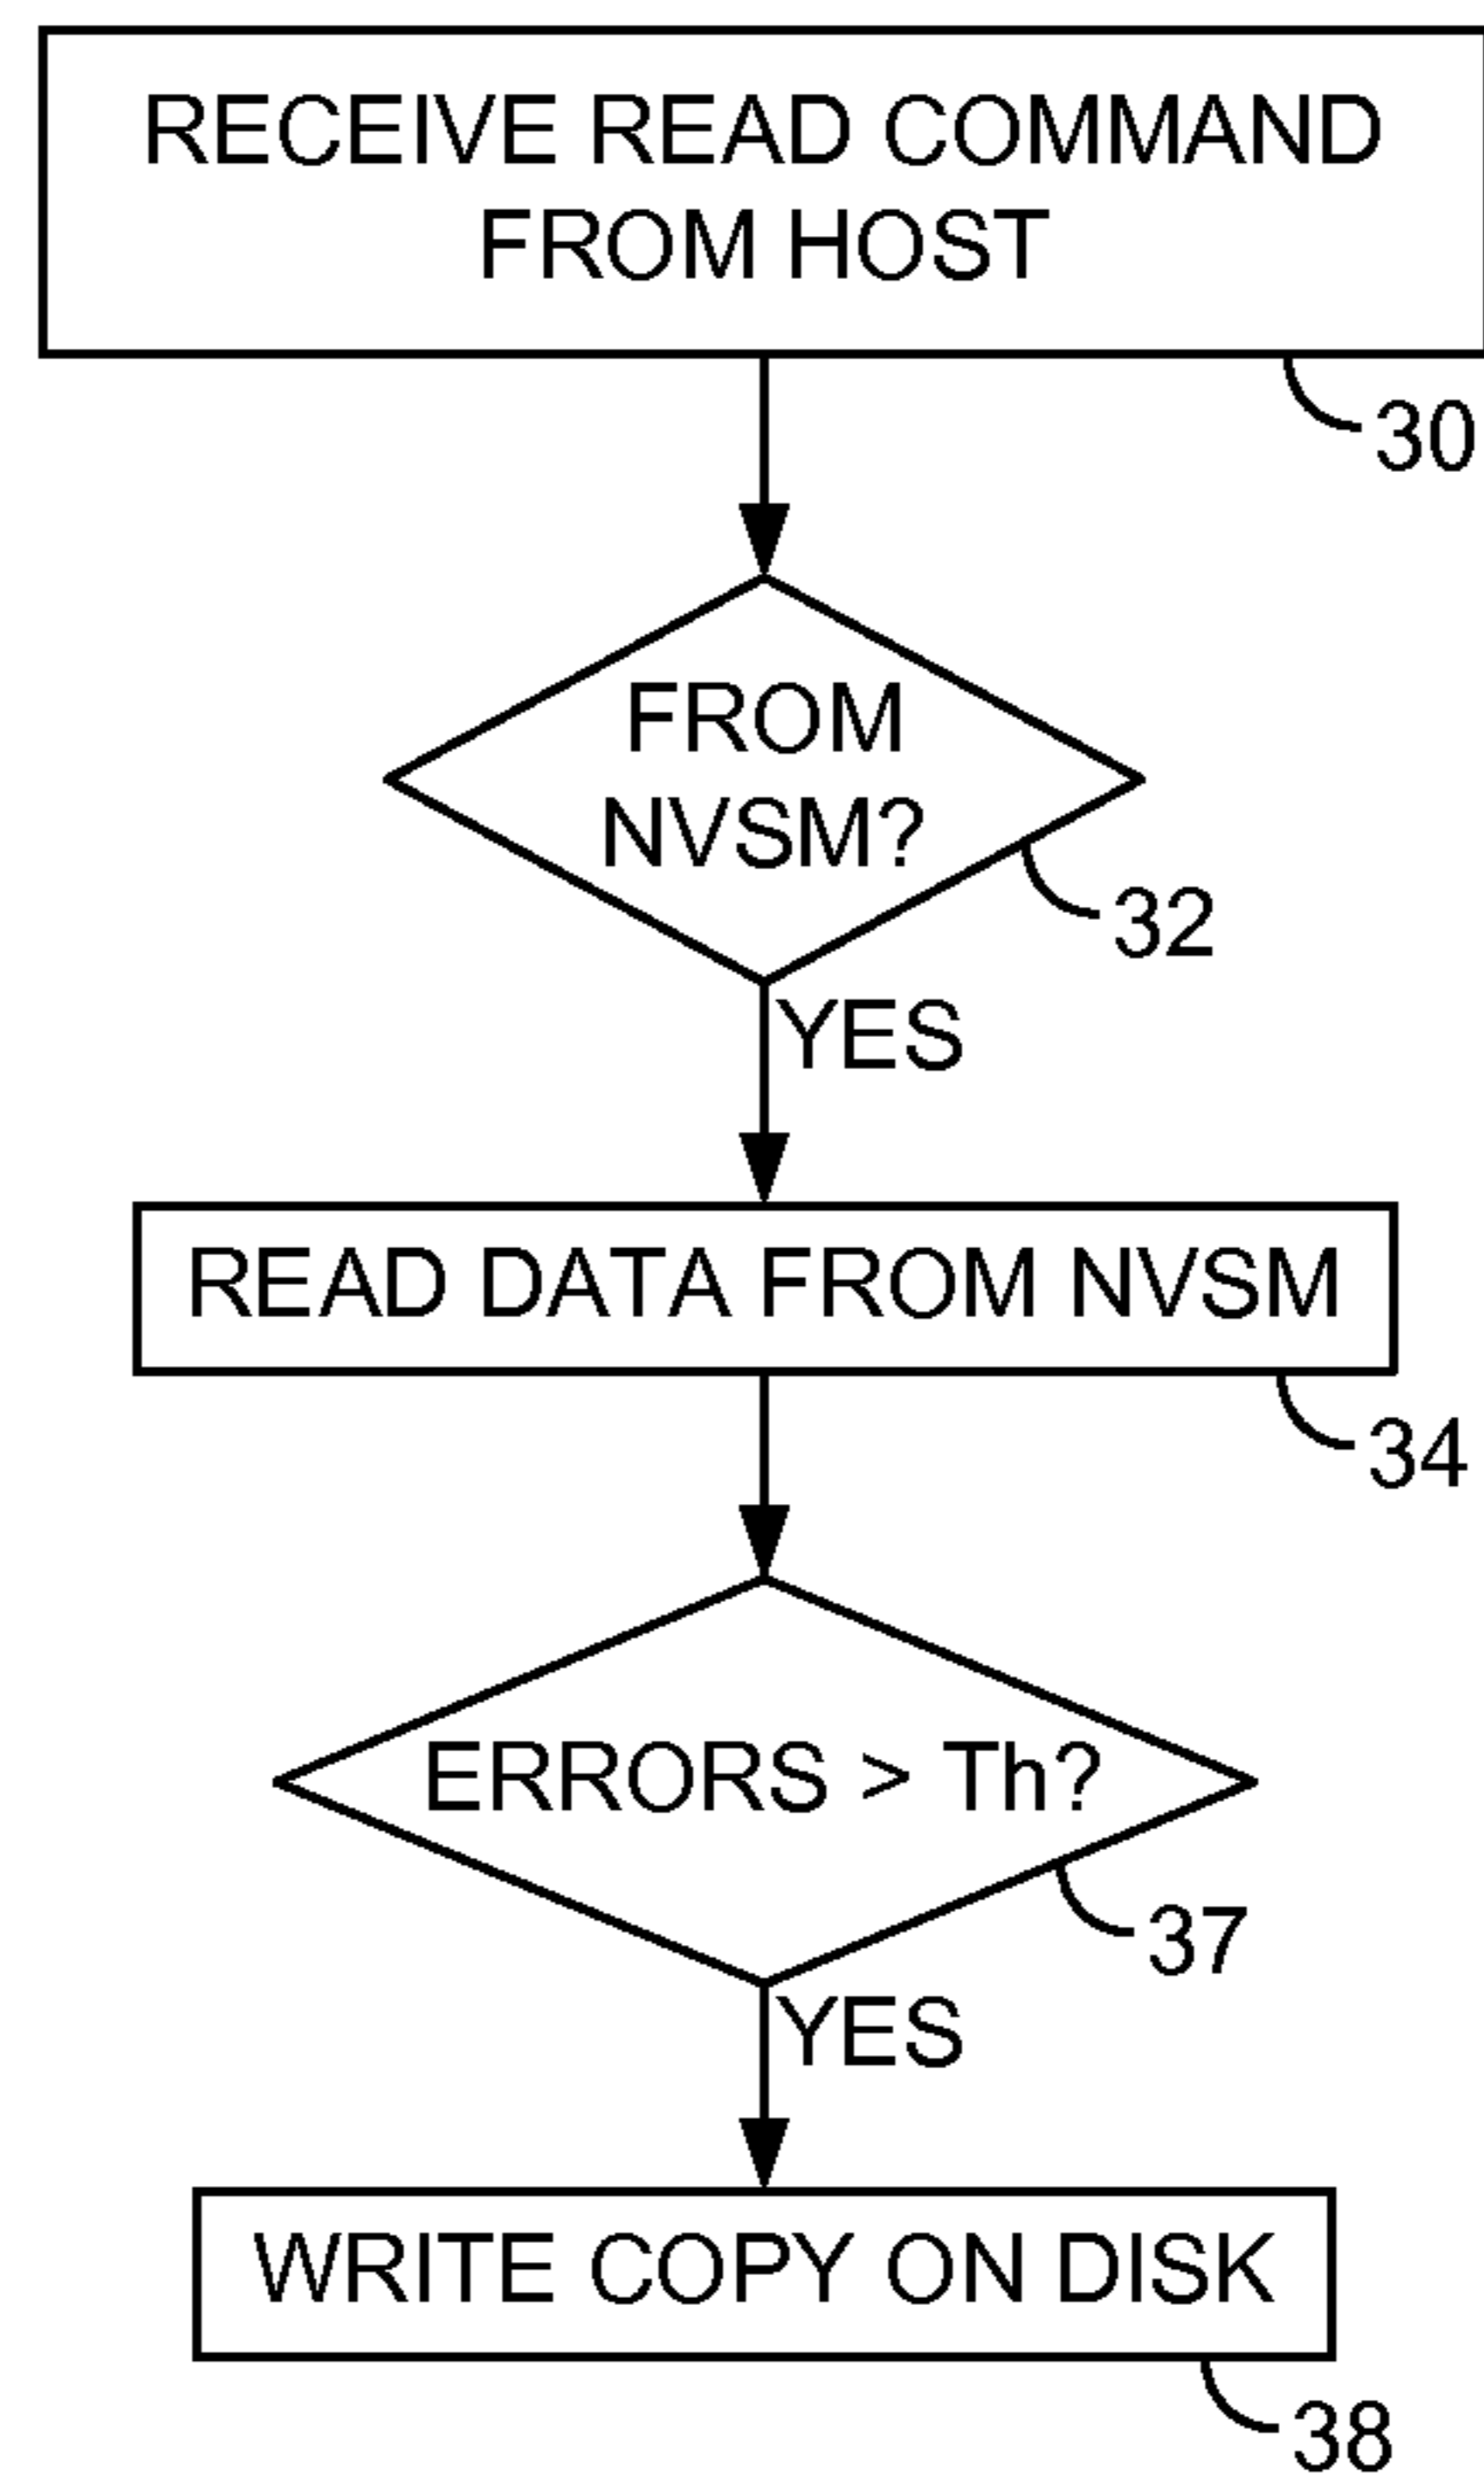 RECEIVE READ COMMAND
FROM HOST
30
FROM
NVSM?
32
YES
READ DATA FROM NVSM
34
ERRORS > Th?
37
YES
WRITE COPY ON DISK
38